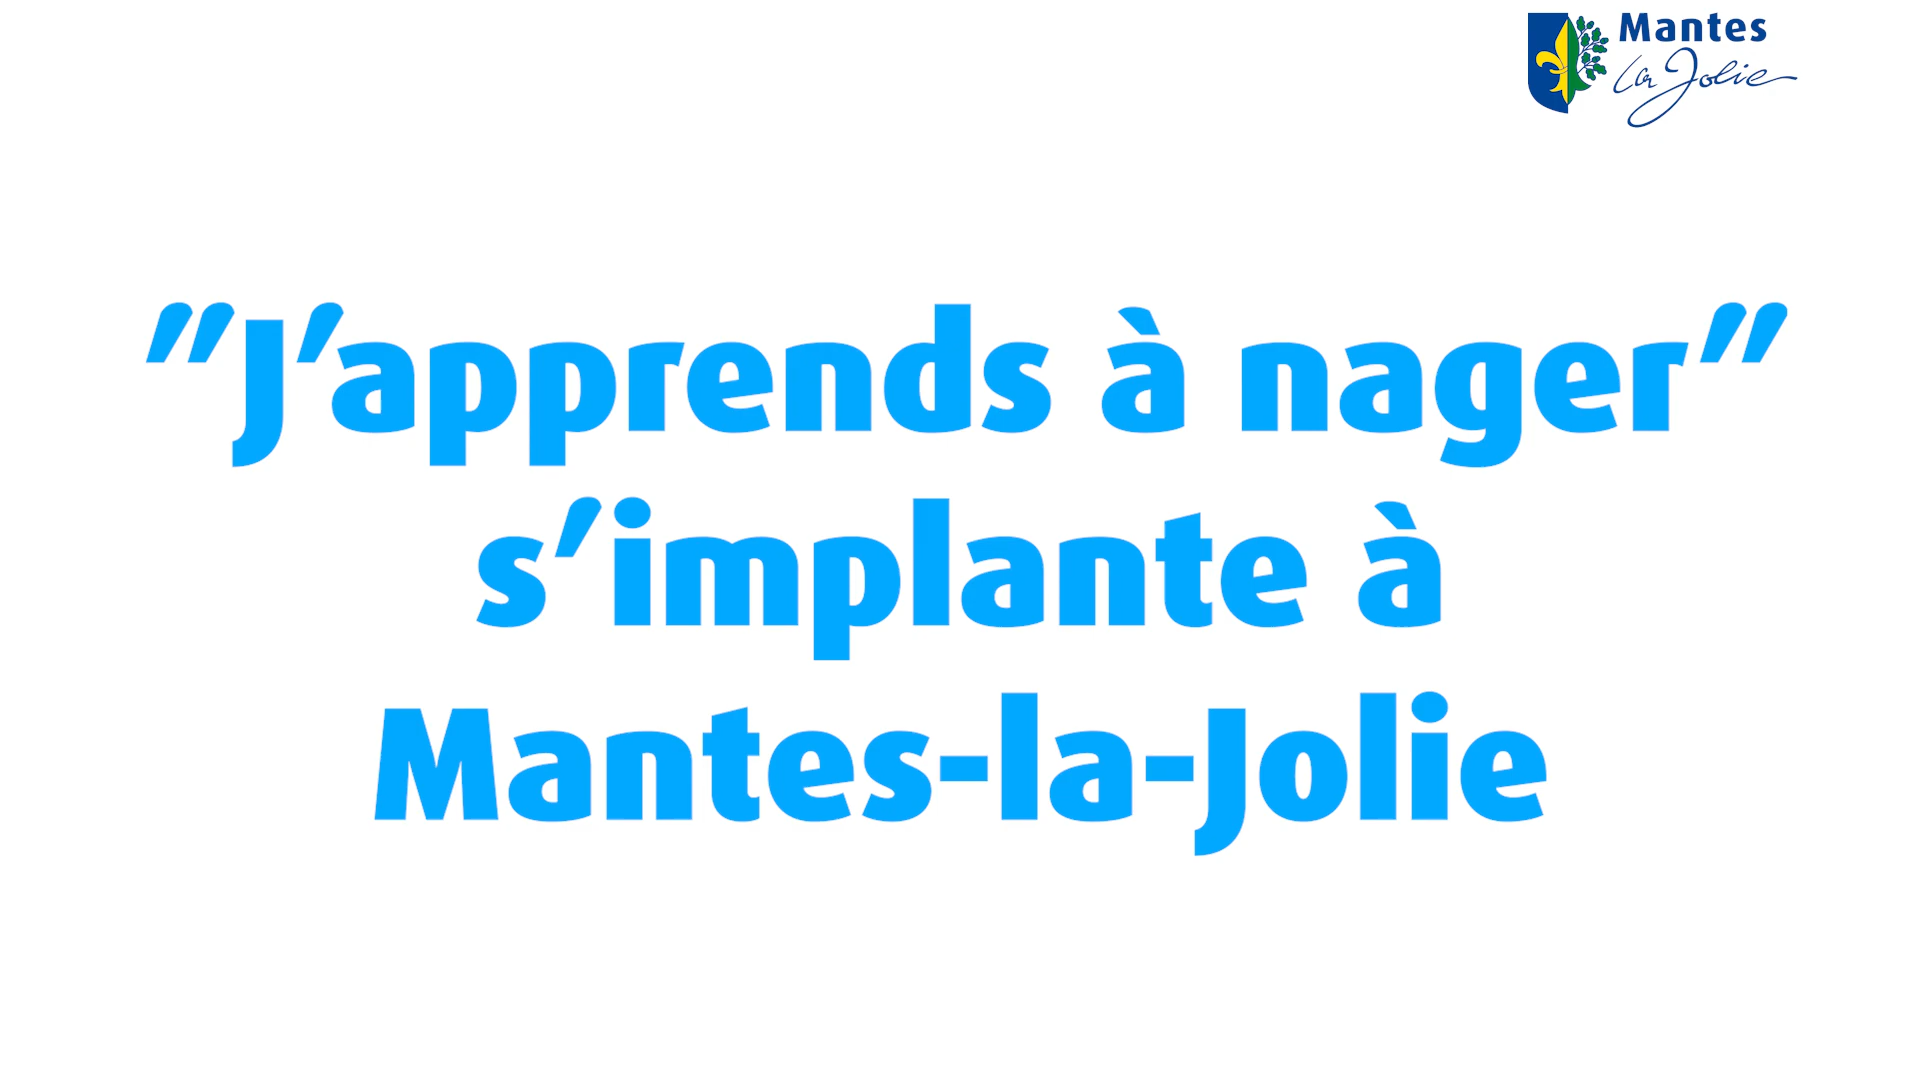 Mantes
la Jolie
"J'apprends à nager"
s'implante à
Mantes-la-Jolie